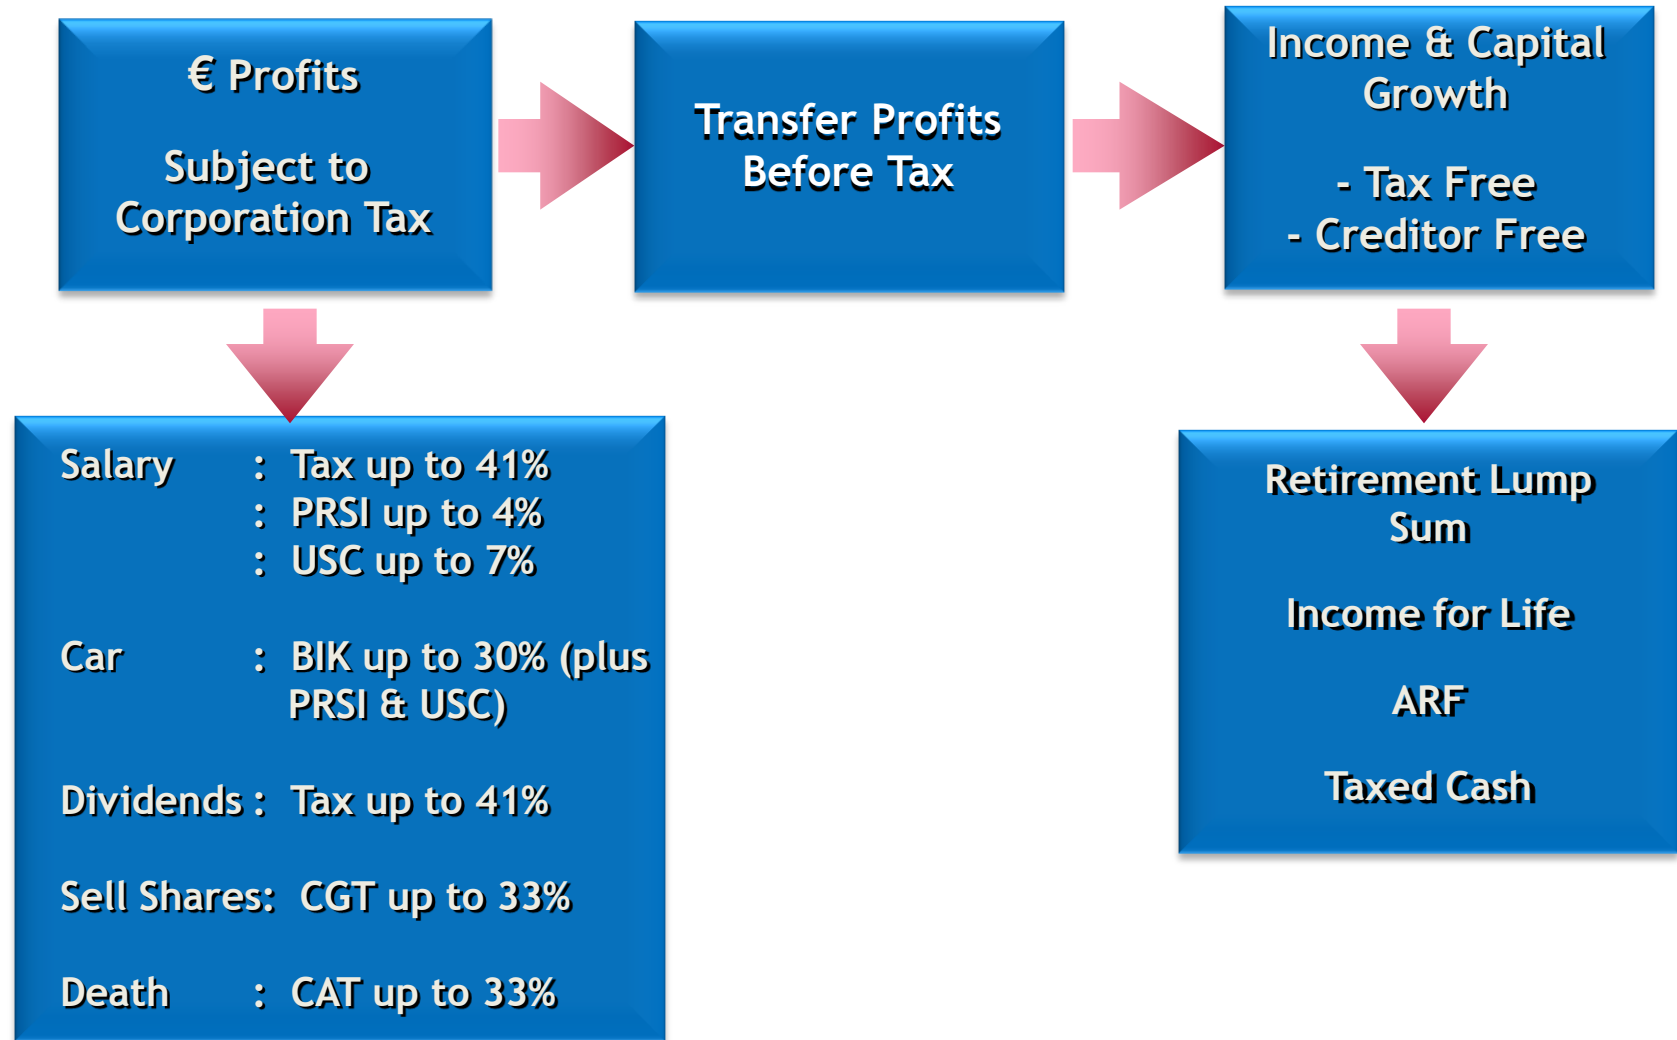 € Profits
Subject to
Corporation Tax
Transfer Profits
Before Tax
Income & Capital
Growth
- Tax Free
- Creditor Free
Salary : Tax up to 41%
: PRSI up to 4%
: USC up to 7%
Car : BIK up to 30% (plus
PRSI & USC)
Dividends : Tax up to 41%
Sell Shares: CGT up to 33%
Death : CAT up to 33%
Retirement Lump
Sum
Income for Life
ARF
Taxed Cash